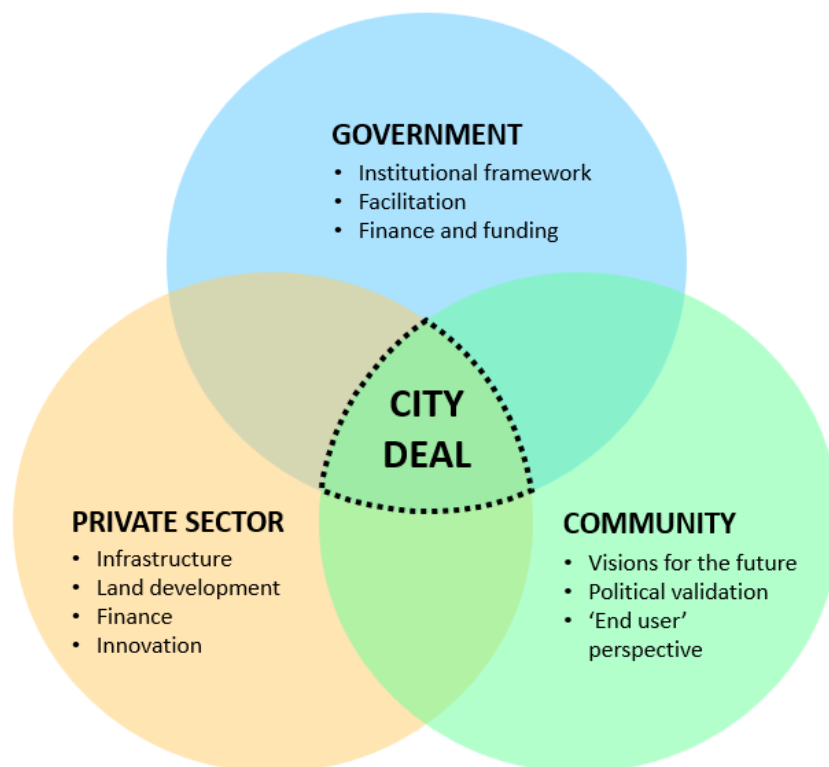 GOVERNMENT
• Institutional framework
• Facilitation
• Finance and funding
CITY
DEAL
PRIVATE SECTOR
• Infrastructure
• Land development
• Finance
• Innovation
COMMUNITY
• Visions for the future
• Political validation
• ‘End user’
perspective